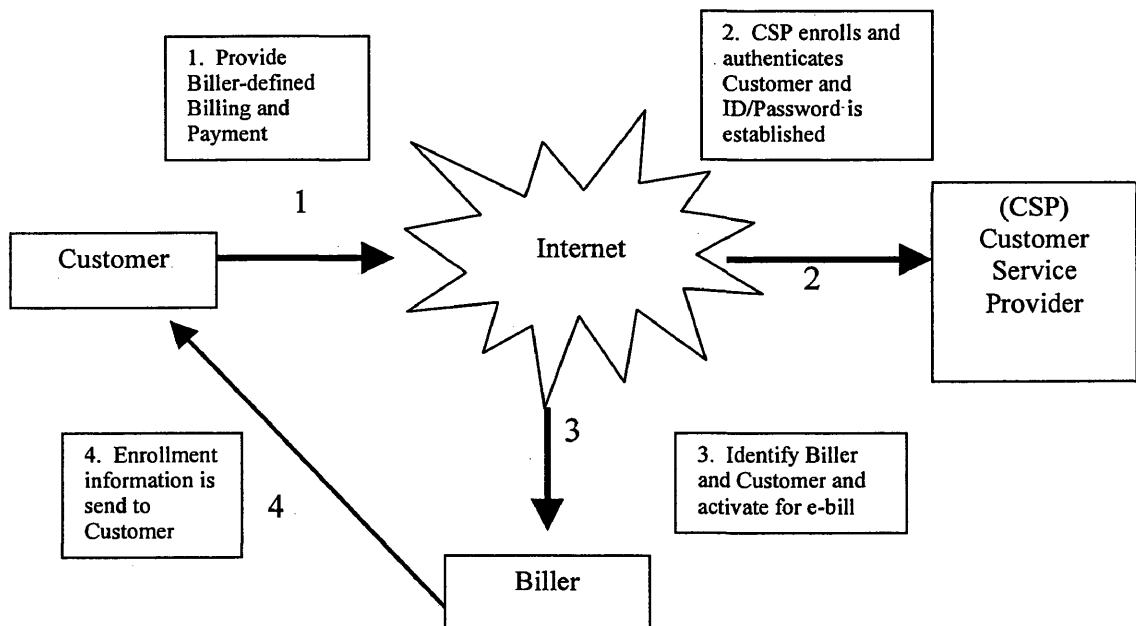 1. Provide
Biller-defined
Billing and
Payment
2. CSP enrolls and
authenticates
Customer and
ID/Password is
established
1
Customer
Internet
2
(CSP)
Customer
Service
Provider
3
4. Enrollment
information is
send to
Customer
4
3. Identify Biller
and Customer and
activate for e-bill
Biller